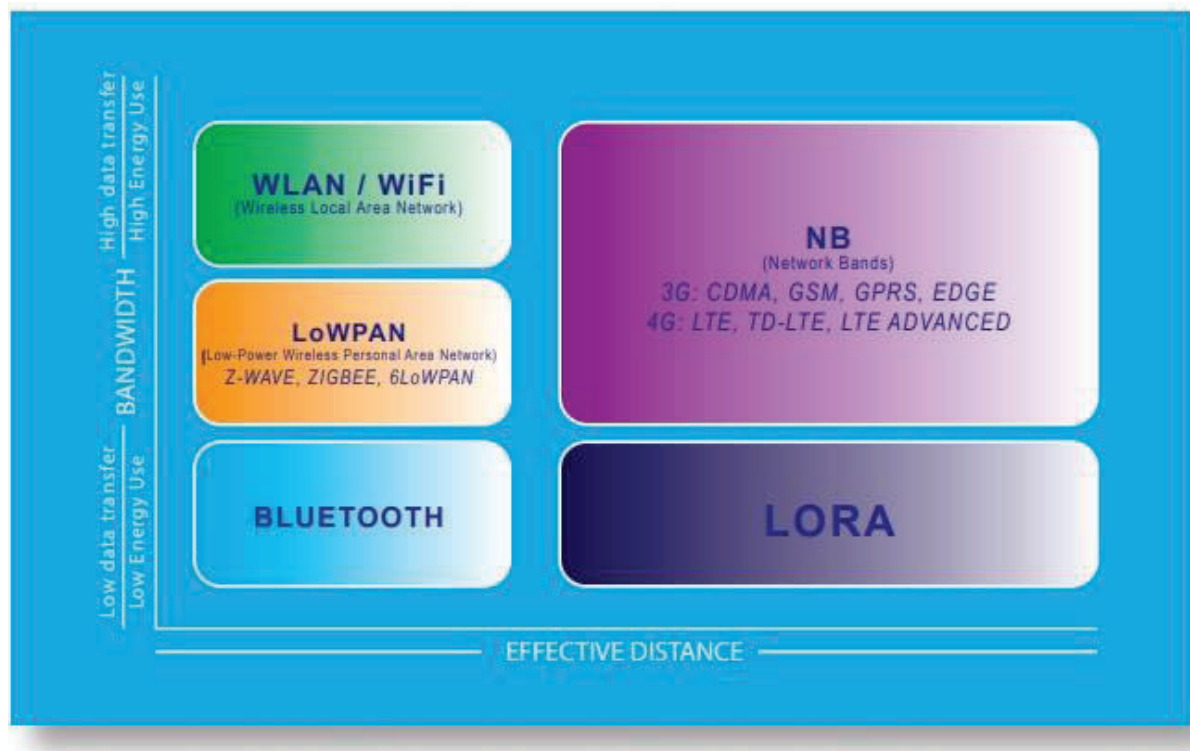 High data transfer
High Energy Use
BANDWIDTH
Low data transfer
Low Energy Use
WLAN / WiFi
(Wireless Local Area Network)
LoWPAN
(Low-Power Wireless Personal Area Network)
Z-WAVE, ZIGBEE, 6LoWPAN
BLUETOOTH
NB
(Network Bands)
3G: CDMA, GSM, GPRS, EDGE
4G: LTE, TD-LTE, LTE ADVANCED
LORA
EFFECTIVE DISTANCE